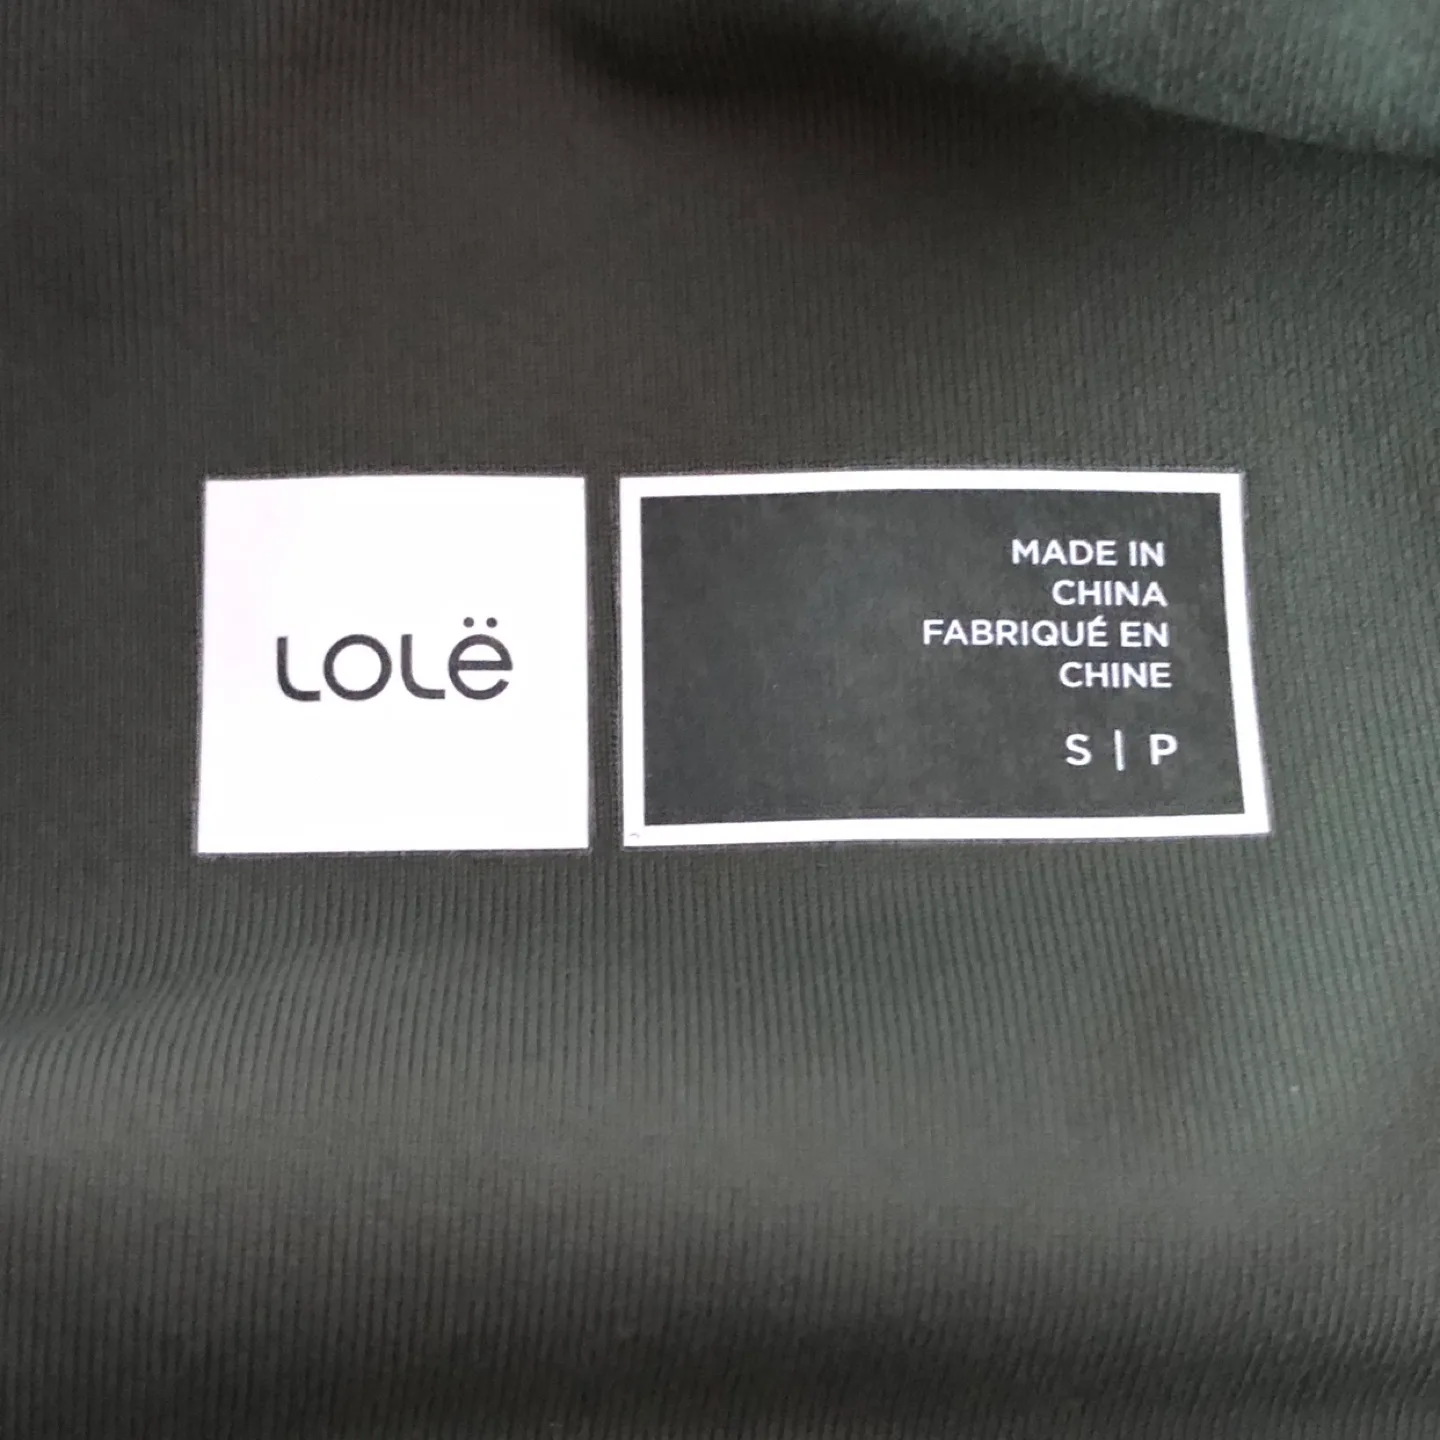 LOLË
MADE IN
CHINA
FABRIQUÉ EN
CHINE
S | P